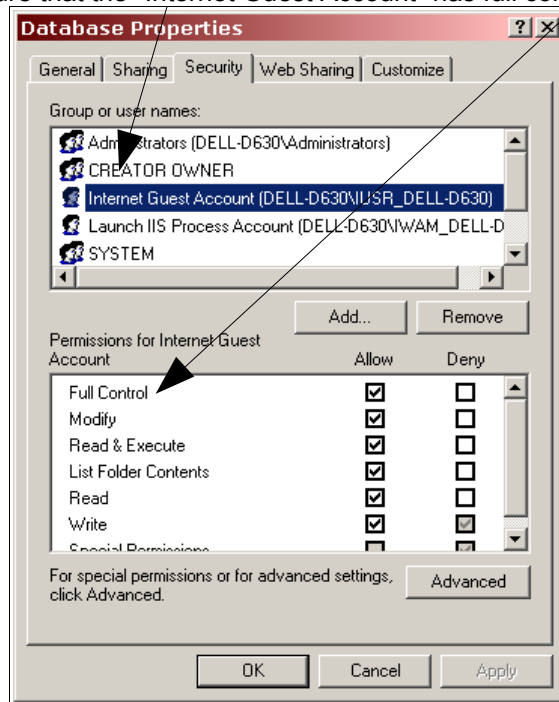 that the "Internet Guest Account" has full
Database Properties
General Sharing Security Web Sharing Customize
Group or user names:
Administrators (DELL-D630\Administrators)
CREATOR OWNER
Internet Guest Account (DELL-D630\IUSR_DELL-D630)
Launch IIS Process Account (DELL-D630\IWAM_DELL-D
SYSTEM
Add... Remove
Permissions for Internet Guest
Account Allow Deny
Full Control
Modify
Read & Execute
List Folder Contents
Read
Write
Special Permissions
For special permissions or for advanced settings,
click Advanced.
Advanced
OK Cancel Apply